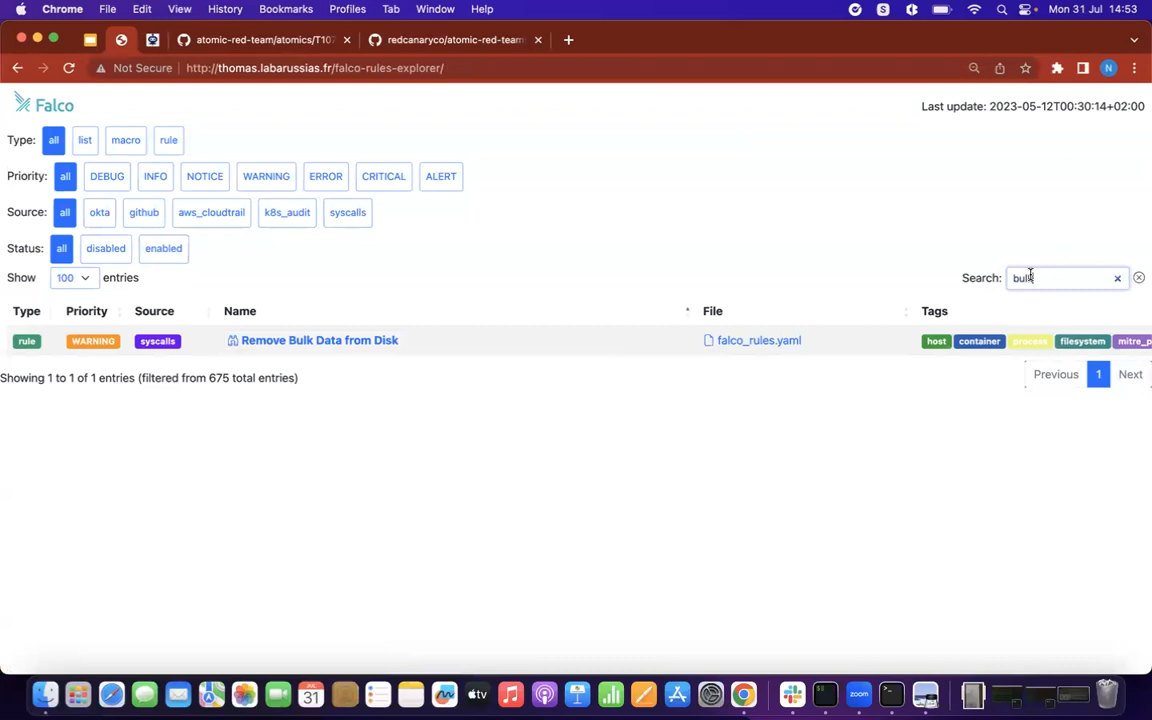 Chrome File Edit View History Bookmarks Profiles Tab Window Help Mon 31 Jul 14:53
atomic-red-team/atomics/T107 redcanaryco/atomic-red-team
Not Secure http://thomas.labarussias.fr/falco-rules-explorer/
Falco Last update: 2023-05-12T00:30:14+02:00
Type: all list macro rule
Priority: all DEBUG INFO NOTICE WARNING ERROR CRITICAL ALERT
Source: all okta github aws_cloudtrail k8s_audit syscalls
Status: all disabled enabled
Show 100 entries Search: bulk
Type Priority Source Name File Tags
rule WARNING syscalls Remove Bulk Data from Disk falco_rules.yaml host container process filesystem mitre_p
Showing 1 to 1 of 1 entries (filtered from 675 total entries) Previous 1 Next